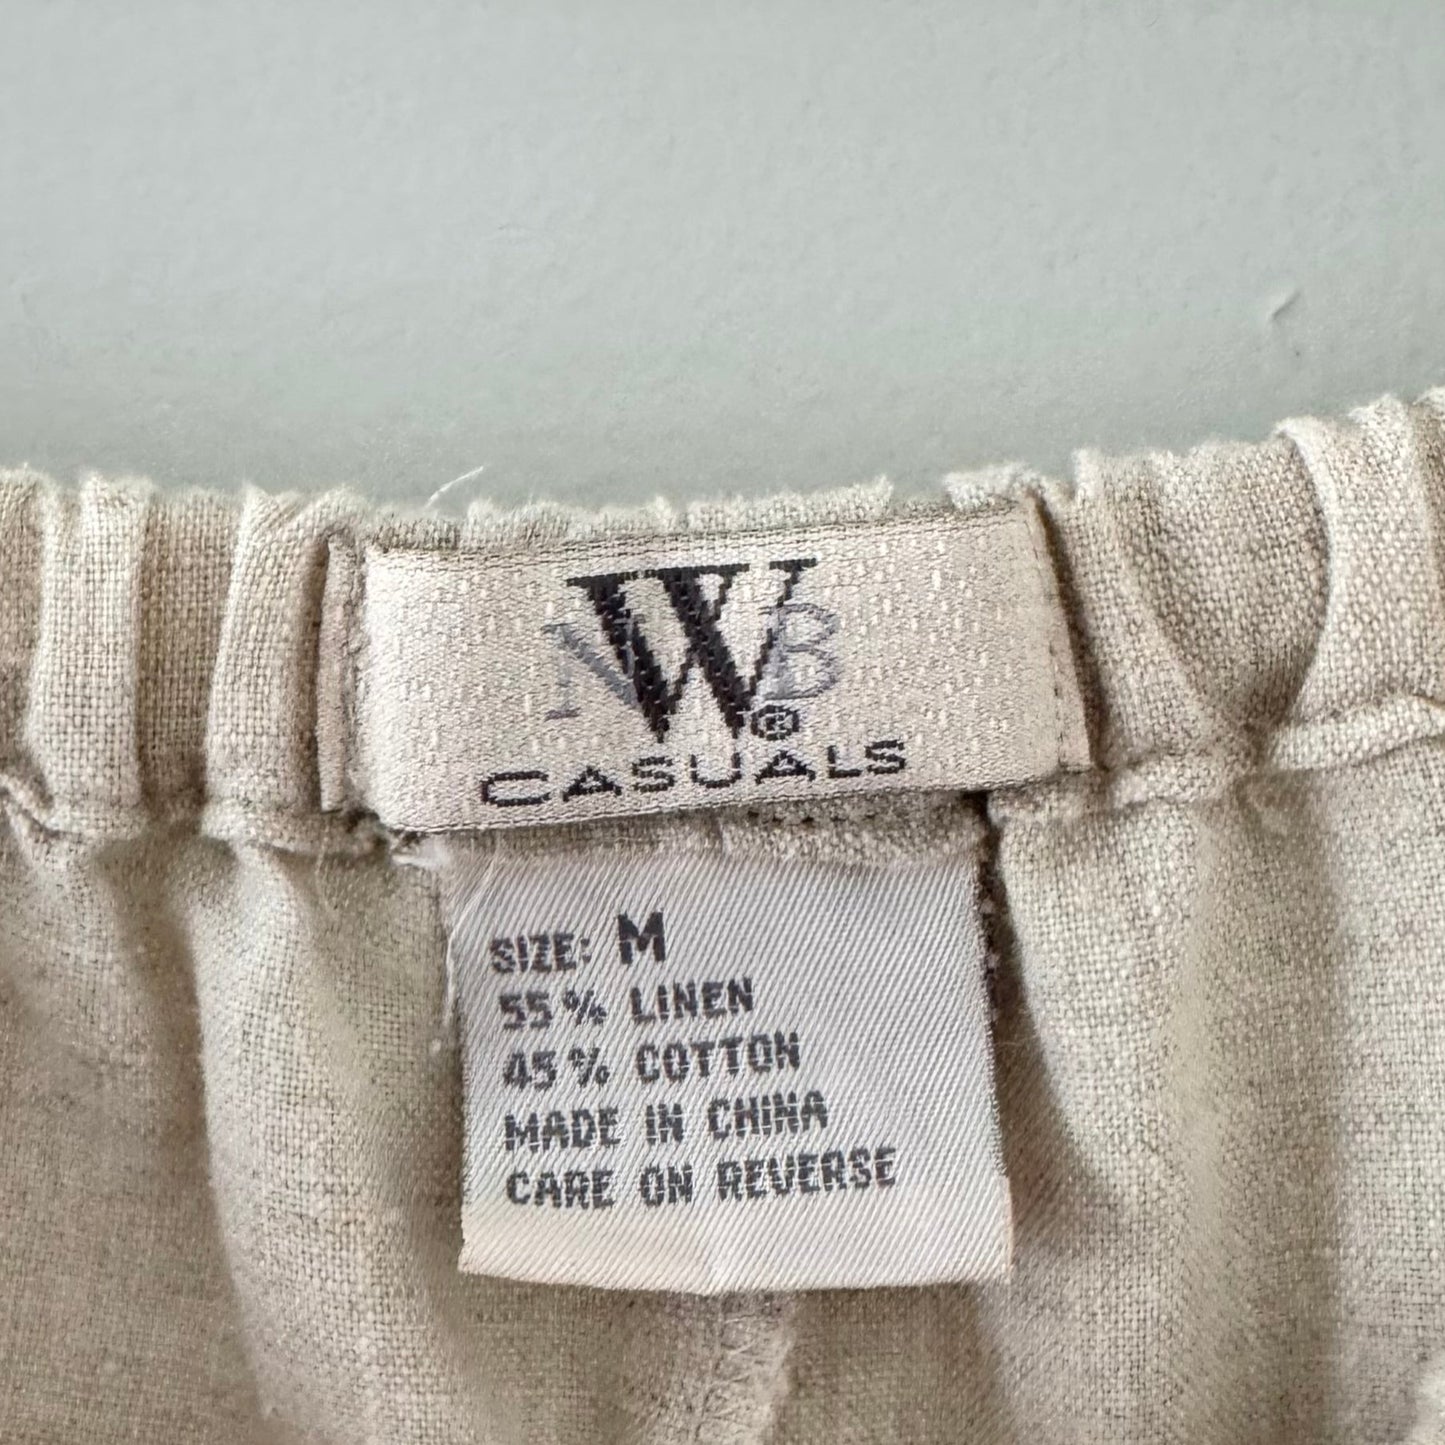 NWB®
CASUALS
SIZE: M
55% LINEN
45% COTTON
MADE IN CHINA
CARE ON REVERSE